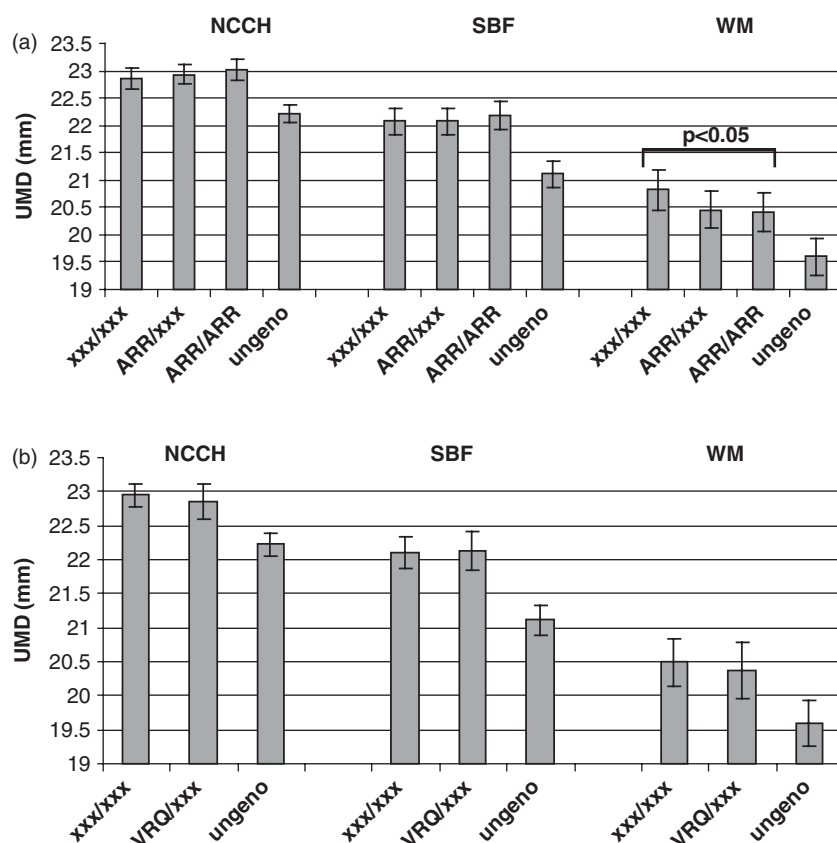 (a)
NCCH SBF WM
UMD (mm)
23.5
23
22.5
22
21.5
21
20.5
20
19.5
19
p<0.05
xxx/xxx ARR/xxx ARR/ARR ungeno xxx/xxx ARR/xxx ARR/ARR ungeno xxx/xxx ARR/xxx ARR/ARR ungeno
(b)
NCCH SBF WM
UMD (mm)
23.5
23
22.5
22
21.5
21
20.5
20
19.5
19
xxx/xxx VRQ/xxx ungeno xxx/xxx VRQ/xxx ungeno xxx/xxx VRQ/xxx ungeno